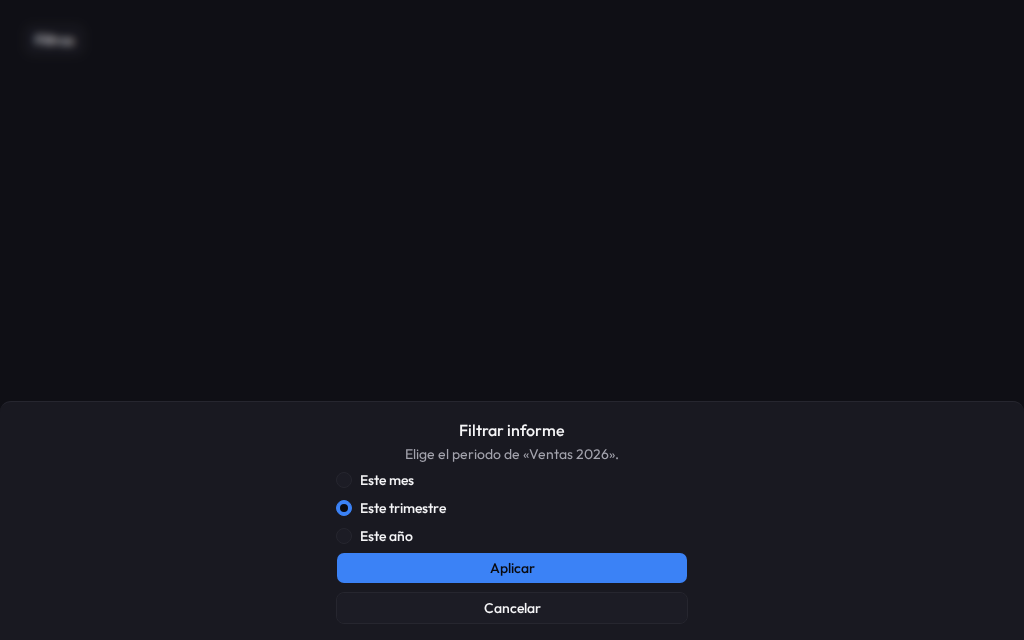 Filtrar informe
Elige el periodo de «Ventas 2026».
Este mes
Este trimestre
Este año
Aplicar
Cancelar